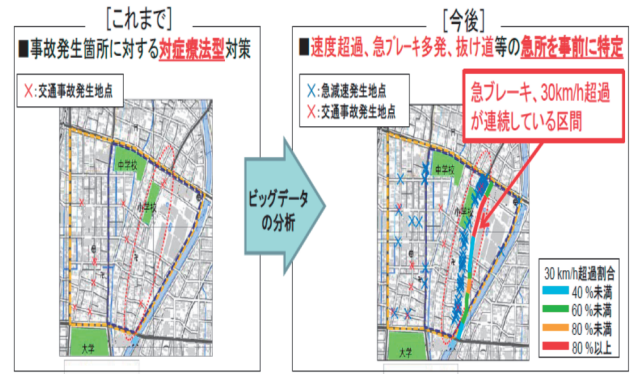 [これまで]
■事故発生箇所に対する対症療法型対策
×:交通事故発生地点
中学校
小学校
大学
ビッグデータ
の分析
[今後]
■速度超過、急ブレーキ多発、抜け道等の急所を事前に特定
×:急減速発生地点
×:交通事故発生地点
急ブレーキ、30km/h超過
が連続している区間
中学校
小学校
大学
30 km/h超過割合
40 %未満
60 %未満
80 %未満
80 %以上